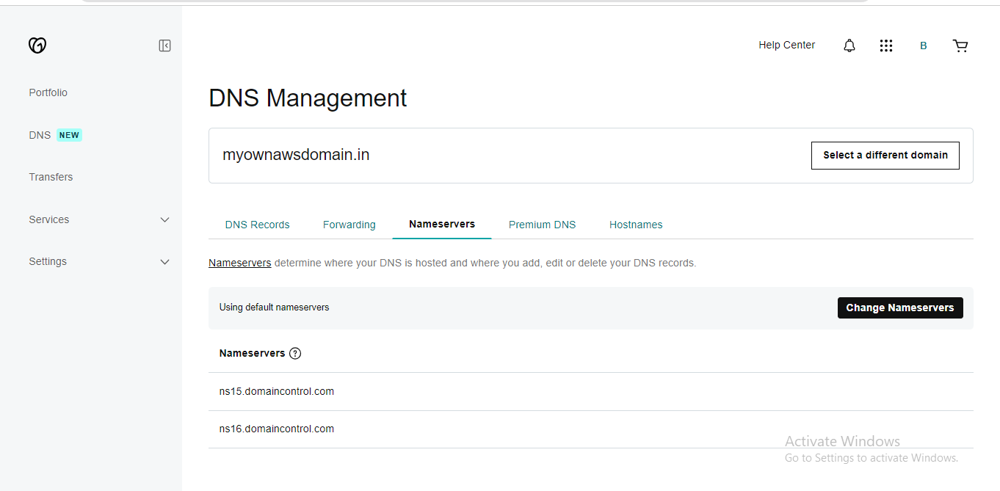 Help Center
B
Portfolio
DNS NEW
Transfers
Services
Settings
DNS Management
myownawsdomain.in
Select a different domain
DNS Records Forwarding Nameservers Premium DNS Hostnames
Nameservers determine where your DNS is hosted and where you add, edit or delete your DNS records.
Using default nameservers
Change Nameservers
Nameservers ?
ns15.domaincontrol.com
ns16.domaincontrol.com
Activate Windows
Go to Settings to activate Windows.